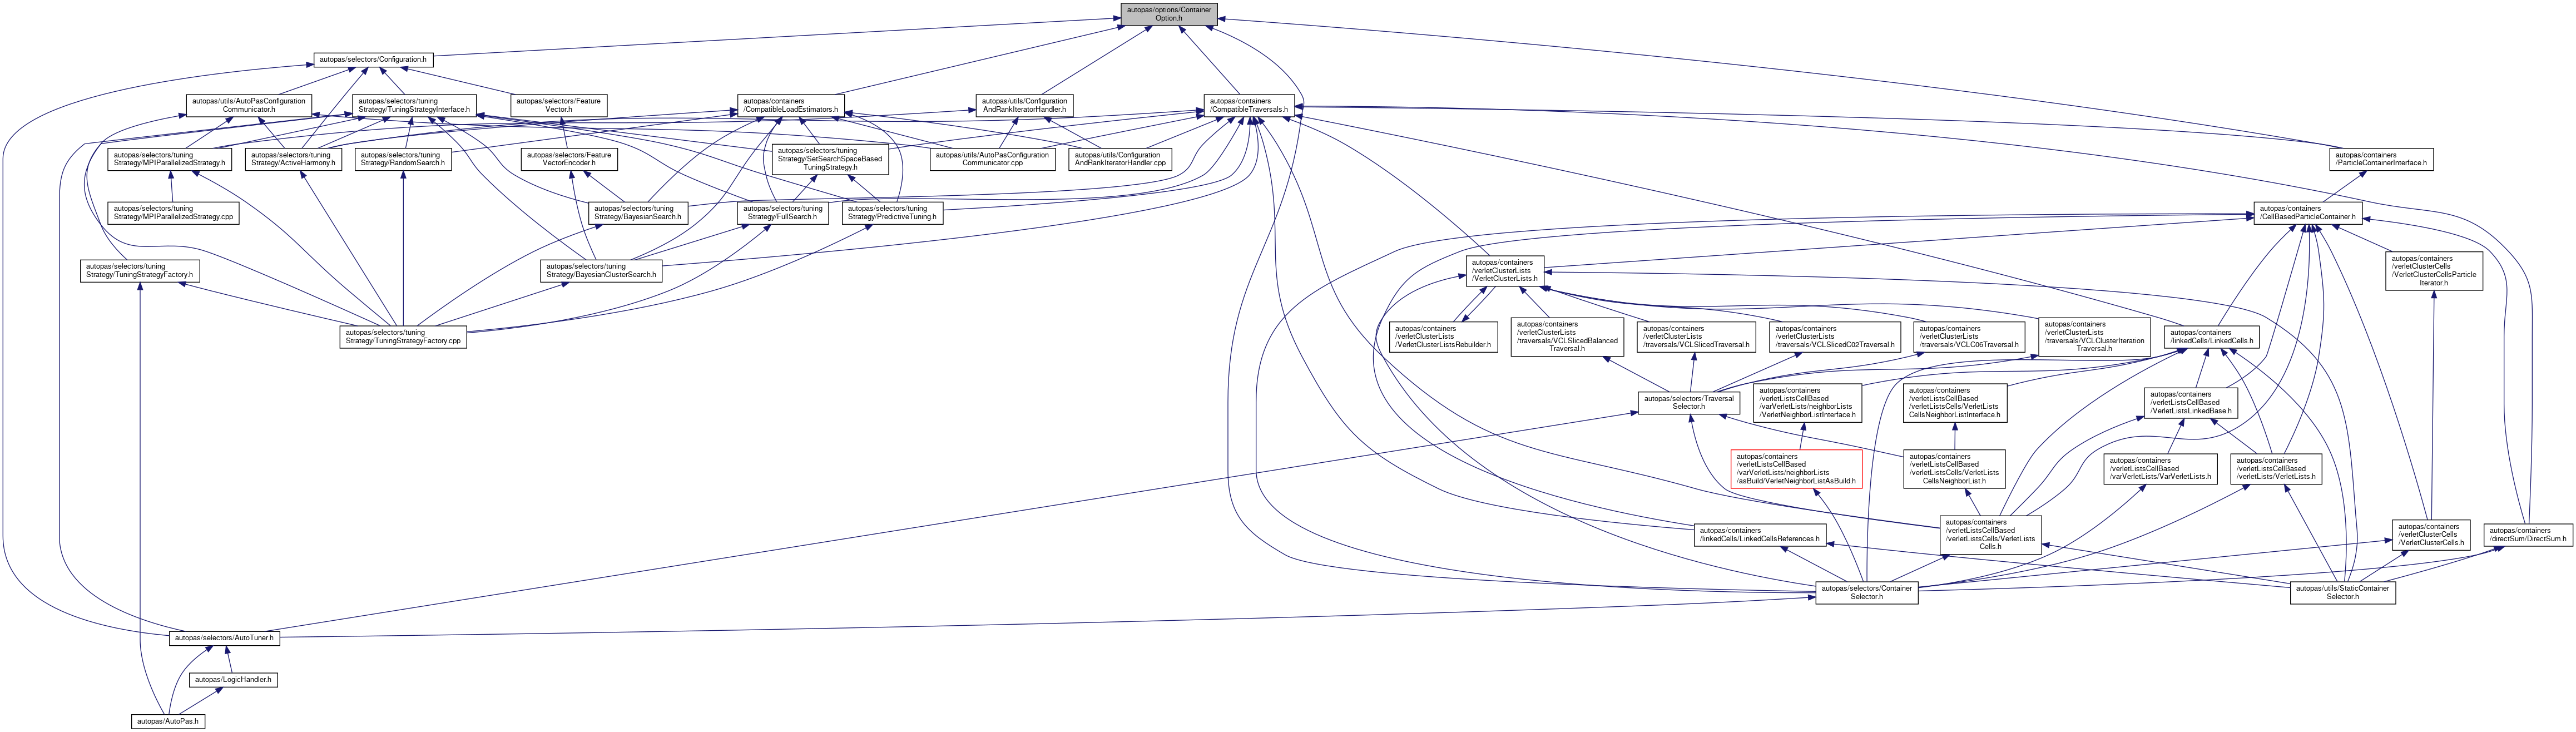 autopas/options/Container
Option.h
autopas/selectors/Configuration.h
autopas/utils/AutoPasConfiguration
Communicator.h
autopas/selectors/tuning
Strategy/TuningStrategyInterface.h
autopas/selectors/Feature
Vector.h
autopas/containers
/CompatibleLoadEstimators.h
autopas/utils/Configuration
AndRankIteratorHandler.h
autopas/containers
/CompatibleTraversals.h
autopas/selectors/tuning
Strategy/MPIParallelizedStrategy.h
autopas/selectors/tuning
Strategy/ActiveHarmony.h
autopas/selectors/tuning
Strategy/RandomSearch.h
autopas/selectors/Feature
VectorEncoder.h
autopas/selectors/tuning
Strategy/SetSearchSpaceBased
TuningStrategy.h
autopas/utils/AutoPasConfiguration
Communicator.cpp
autopas/utils/Configuration
AndRankIteratorHandler.cpp
autopas/containers
/ParticleContainerInterface.h
autopas/selectors/tuning
Strategy/MPIParallelizedStrategy.cpp
autopas/selectors/tuning
Strategy/BayesianSearch.h
autopas/selectors/tuning
Strategy/FullSearch.h
autopas/selectors/tuning
Strategy/PredictiveTuning.h
autopas/containers
/CellBasedParticleContainer.h
autopas/selectors/tuning
Strategy/TuningStrategyFactory.h
autopas/selectors/tuning
Strategy/BayesianClusterSearch.h
autopas/containers
/verletClusterLists
/VerletClusterLists.h
autopas/containers
/verletClusterCells
/VerletClusterCellsParticle
Iterator.h
autopas/selectors/tuning
Strategy/TuningStrategyFactory.cpp
autopas/containers
/verletClusterLists
/VerletClusterListsRebuilder.h
autopas/containers
/verletClusterLists
/traversals/VCLSlicedBalanced
Traversal.h
autopas/containers
/verletClusterLists
/traversals/VCLSlicedTraversal.h
autopas/containers
/verletClusterLists
/traversals/VCLSlicedC02Traversal.h
autopas/containers
/verletClusterLists
/traversals/VCLC06Traversal.h
autopas/containers
/verletClusterLists
/traversals/VCLClusterIteration
Traversal.h
autopas/containers
/linkedCells/LinkedCells.h
autopas/selectors/Traversal
Selector.h
autopas/containers
/verletListsCellBased
/varVerletLists/neighborLists
/VerletNeighborListInterface.h
autopas/containers
/verletListsCellBased
/verletListsCells/VerletLists
CellsNeighborListInterface.h
autopas/containers
/verletListsCellBased
/VerletListsLinkedBase.h
autopas/containers
/verletListsCellBased
/varVerletLists/neighborLists
/asBuild/VerletNeighborListAsBuild.h
autopas/containers
/verletListsCellBased
/verletListsCells/VerletLists
CellsNeighborList.h
autopas/containers
/verletListsCellBased
/varVerletLists/VarVerletLists.h
autopas/containers
/verletListsCellBased
/verletLists/VerletLists.h
autopas/containers
/linkedCells/LinkedCellsReferences.h
autopas/containers
/verletListsCellBased
/verletListsCells/VerletLists
Cells.h
autopas/containers
/verletClusterCells
/VerletClusterCells.h
autopas/containers
/directSum/DirectSum.h
autopas/selectors/Container
Selector.h
autopas/utils/StaticContainer
Selector.h
autopas/selectors/AutoTuner.h
autopas/LogicHandler.h
autopas/AutoPas.h